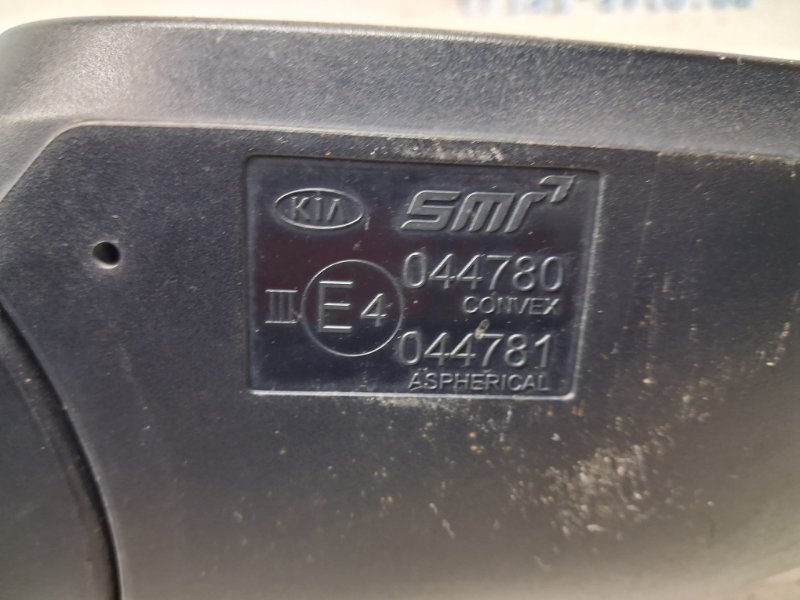 KIA SMR
III E4 044780
CONVEX
044781
ASPHERICAL